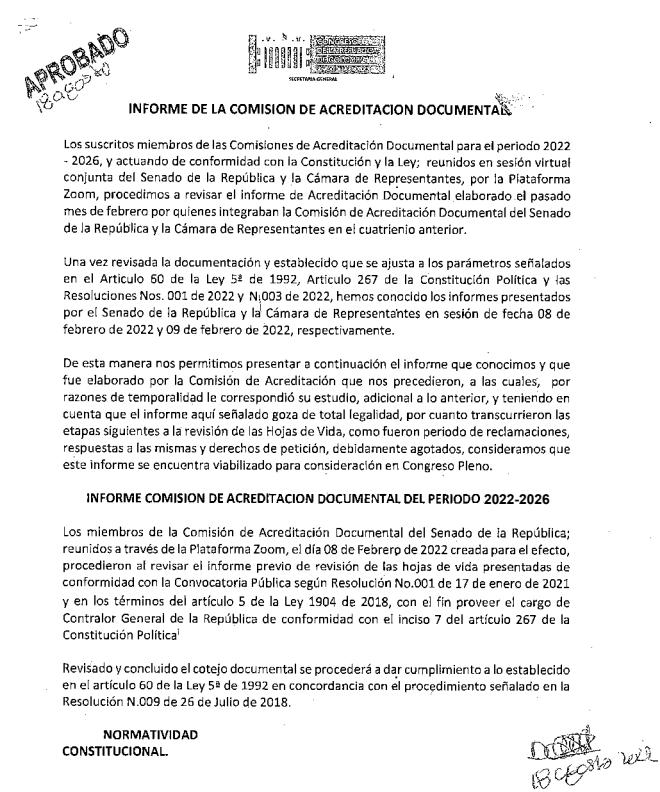 APROBADO
18 agosto
CONGRESO
DE LA REPUBLICA
DE COLOMBIA
SECRETARIA GENERAL
INFORME DE LA COMISION DE ACREDITACION DOCUMENTAL
Los suscritos miembros de las Comisiones de Acreditación Documental para el periodo 2022
- 2026, y actuando de conformidad con la Constitución y la Ley; reunidos en sesión virtual
conjunta del Senado de la República y la Cámara de Representantes, por la Plataforma
Zoom, procedimos a revisar el informe de Acreditación Documental elaborado el pasado
mes de febrero por quienes integraban la Comisión de Acreditación Documental del Senado
de la República y la Cámara de Representantes en el cuatrienio anterior.
Una vez revisada la documentación y establecido que se ajusta a los parámetros señalados
en el Articulo 60 de la Ley 5ª de 1992, Articulo 267 de la Constitución Política y las
Resoluciones Nos. 001 de 2022 y N.003 de 2022, hemos conocido los informes presentados
por el Senado de la República y la Cámara de Representantes en sesión de fecha 08 de
febrero de 2022 y 09 de febrero de 2022, respectivamente.
De esta manera nos permitimos presentar a continuación el informe que conocimos y que
fue elaborado por la Comisión de Acreditación que nos precedieron, a las cuales, por
razones de temporalidad le correspondió su estudio, adicional a lo anterior, y teniendo en
cuenta que el informe aquí señalado goza de total legalidad, por cuanto transcurrieron las
etapas siguientes a la revisión de las Hojas de Vida, como fueron periodo de reclamaciones,
respuestas a las mismas y derechos de petición, debidamente agotados, consideramos que
este informe se encuentra viabilizado para consideración en Congreso Pleno.
INFORME COMISION DE ACREDITACION DOCUMENTAL DEL PERIODO 2022-2026
Los miembros de la Comisión de Acreditación Documental del Senado de la República;
reunidos a través de la Plataforma Zoom, el día 08 de Febrero de 2022 creada para el efecto,
procedieron al revisar el informe previo de revisión de las hojas de vida presentadas de
conformidad con la Convocatoria Pública según Resolución No.001 de 17 de enero de 2021
y en los términos del artículo 5 de la Ley 1904 de 2018, con el fin proveer el cargo de
Contralor General de la República de conformidad con el inciso 7 del artículo 267 de la
Constitución Politica
Revisado y concluido el cotejo documental se procederá a dar cumplimiento a lo establecido
en el artículo 60 de la Ley 5ª de 1992 en concordancia con el procedimiento señalado en la
Resolución N.009 de 26 de Julio de 2018.
NORMATIVIDAD
CONSTITUCIONAL.
18 agosto 2022